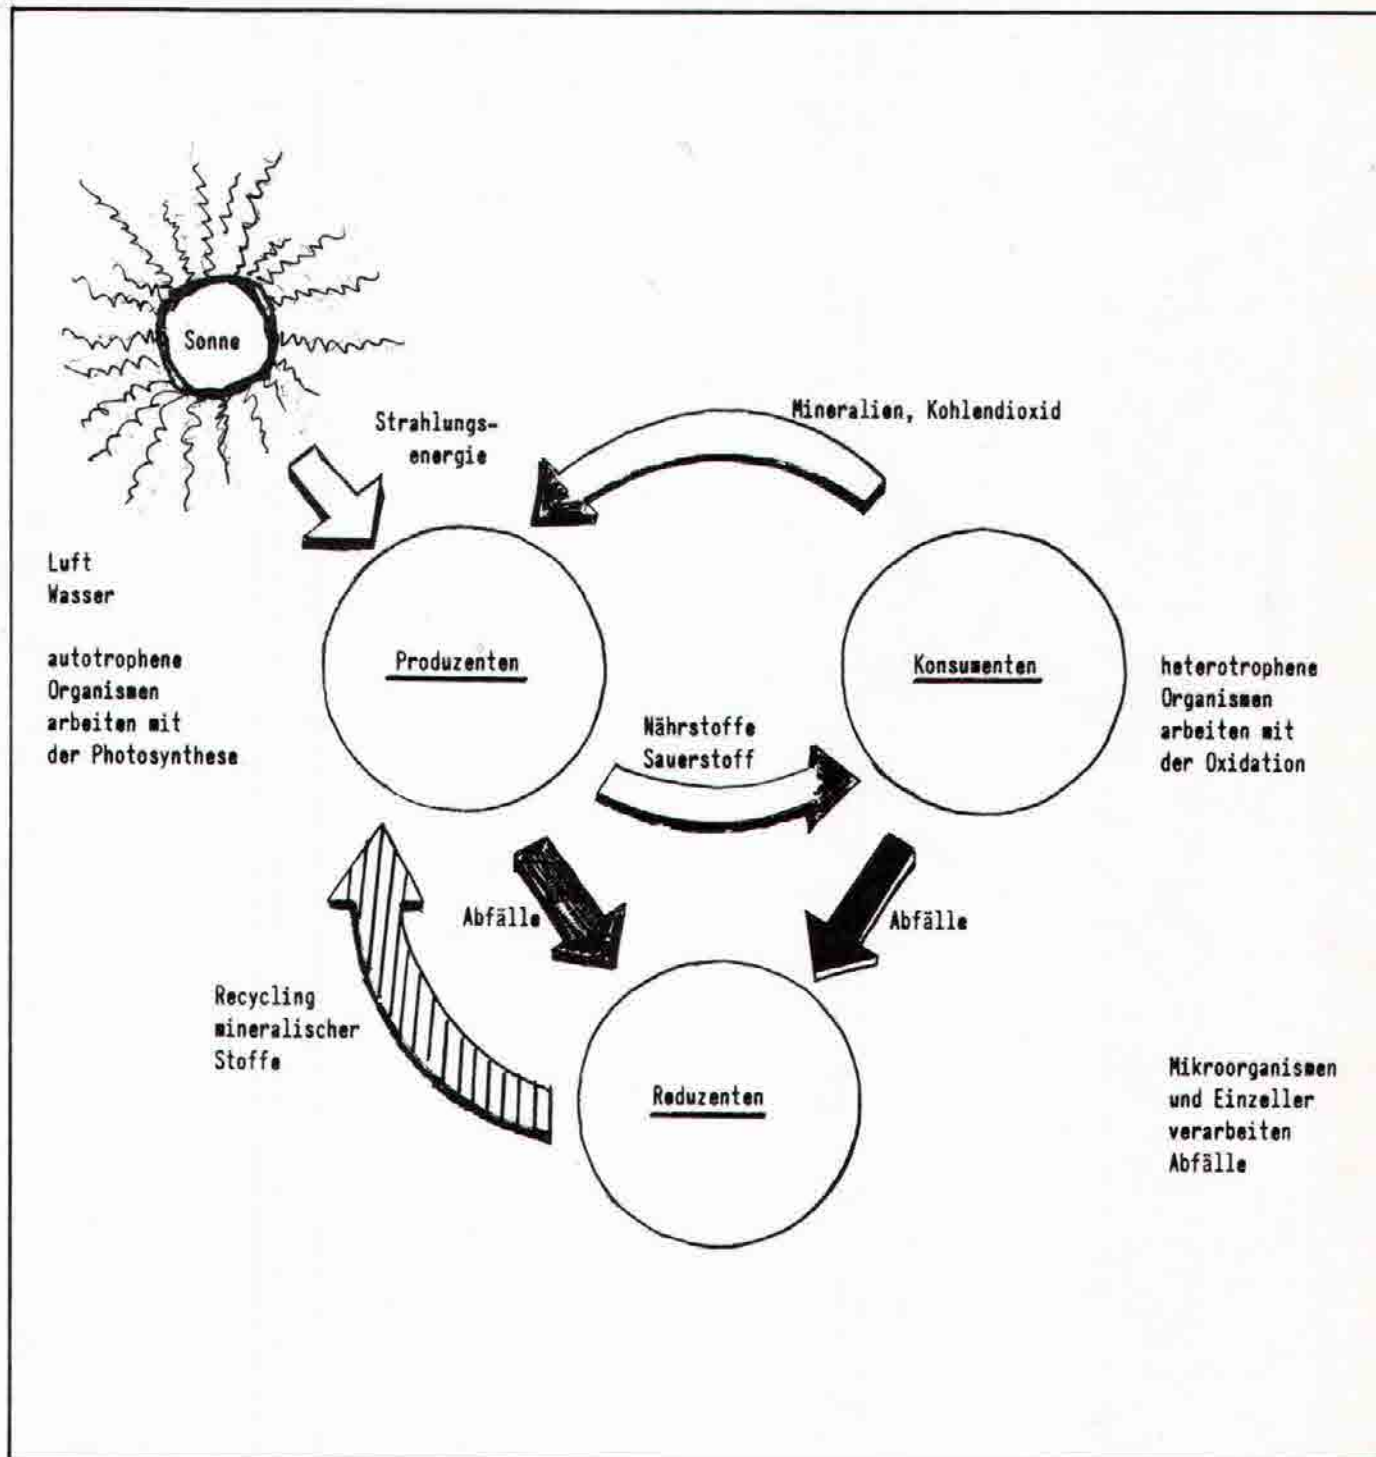 Sonne
Strahlungs-
energie
Mineralien, Kohlendioxid
Luft
Wasser
autotrophene
Organismen
arbeiten mit
der Photosynthese
Produzenten
Konsumenten
heterotrophene
Organismen
arbeiten mit
der Oxidation
Nährstoffe
Sauerstoff
Abfälle
Abfälle
Recycling
mineralischer
Stoffe
Reduzenten
Mikroorganismen
und Einzeller
verarbeiten
Abfälle